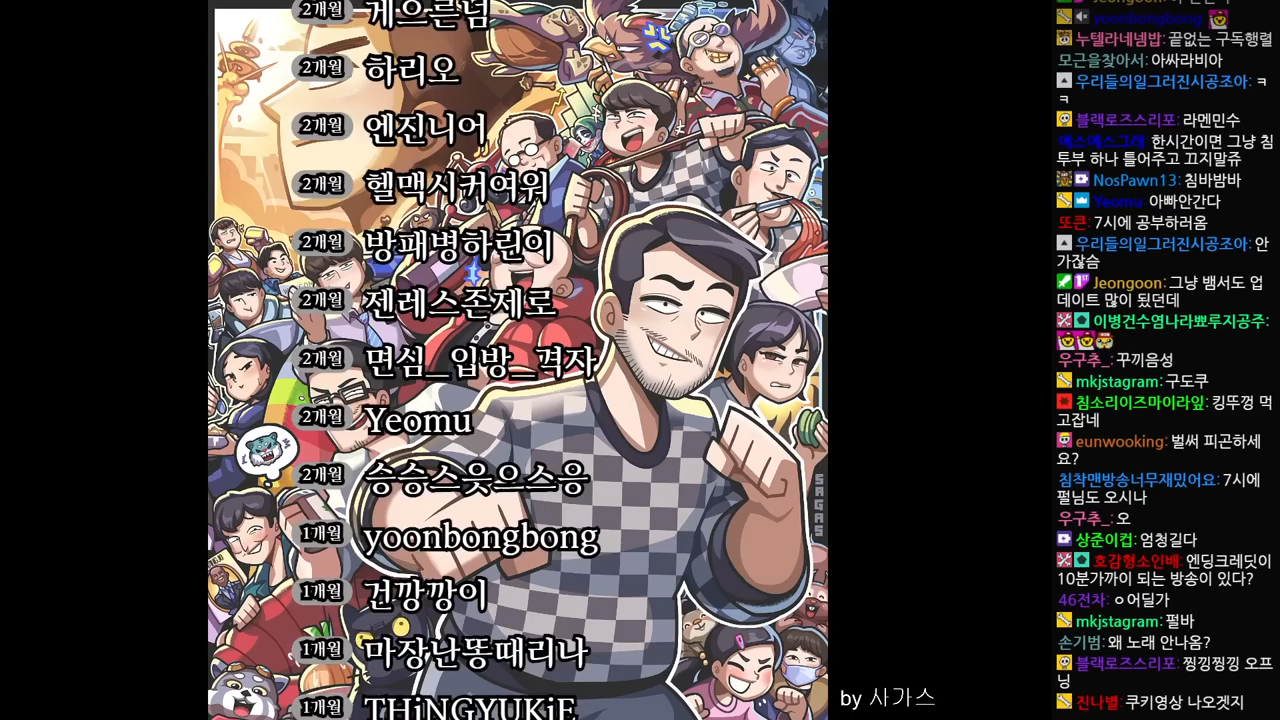 2개월 게으른넘
2개월 하리오
2개월 엔진니어
2개월 헬맥시커여워
2개월 방패병하린이
2개월 젠레스존제로
2개월 면심_입방_격자
2개월 Yeomu
2개월 승승스읏으스응
1개월 yoonbongbong
1개월 건깡깡이
1개월 마장난똥때리나
1개월 THiNGYUKiE
SAGAS
by 사가스
yoonbongbong
누텔라네넴밥: 끝없는 구독행렬
모근을찾아서: 아싸라비아
우리들의일그러진시공조아: ㅋ
ㅋ
블랙로즈스리포: 라멘민수
예스예스그래: 한시간이면 그냥 침
투부 하나 틀어주고 끄지말쥬
NosPawn13: 침바밤바
Yeomu: 아빠안간다
또큰: 7시에 공부하러옴
우리들의일그러진시공조아: 안
가잖슴
Jeongoon: 그냥 뱀서도 업
데이트 많이 됐던데
이병건수염나라뾰루지공주:
우구추_: 꾸끼음성
mkjstagram: 구도쿠
침소리이즈마이라잎: 킹뚜껑 먹
고잡네
eunwooking: 벌써 피곤하세
요?
침착맨방송너무재밌어요: 7시에
펄님도 오시나
우구추_: 오
상준이컵: 엄청길다
호감형소인배: 엔딩크레딧이
10분가까이 되는 방송이 있다?
46전차: ㅇ어딜가
mkjstagram: 펄바
손기범: 왜 노래 안나옴?
블랙로즈스리포: 찡낑찡낑 오프
닝
진나별: 쿠키영상 나오겟지